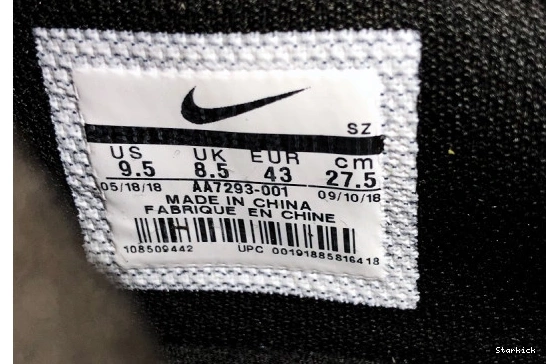 SZ
US UK EUR cm
9.5 8.5 43 27.5
05/18/18 AA7293-001 09/10/18
MADE IN CHINA
FABRIQUE EN CHINE
108509442 UPC 00191885816418
Starkick